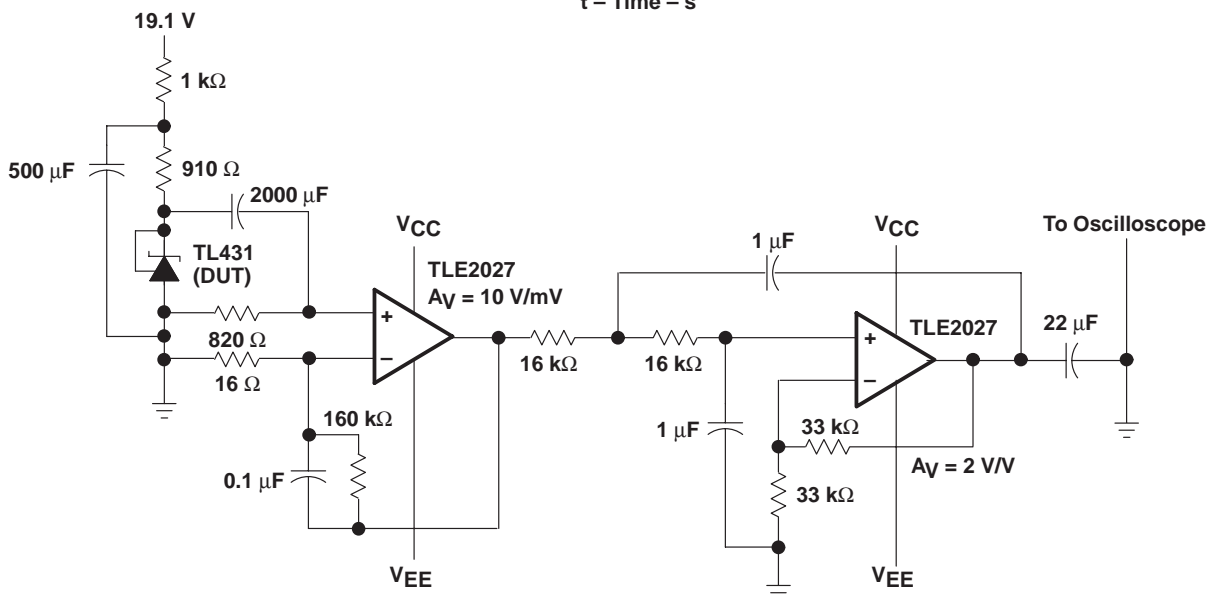 t – Time – s
19.1 V
1 kΩ
500 µF
910 Ω
2000 µF
TL431
(DUT)
820 Ω
16 Ω
160 kΩ
0.1 µF
VCC
TLE2027
AV = 10 V/mV
+
–
VEE
16 kΩ
16 kΩ
1 µF
1 µF
VCC
TLE2027
+
–
33 kΩ
AV = 2 V/V
33 kΩ
VEE
22 µF
To Oscilloscope